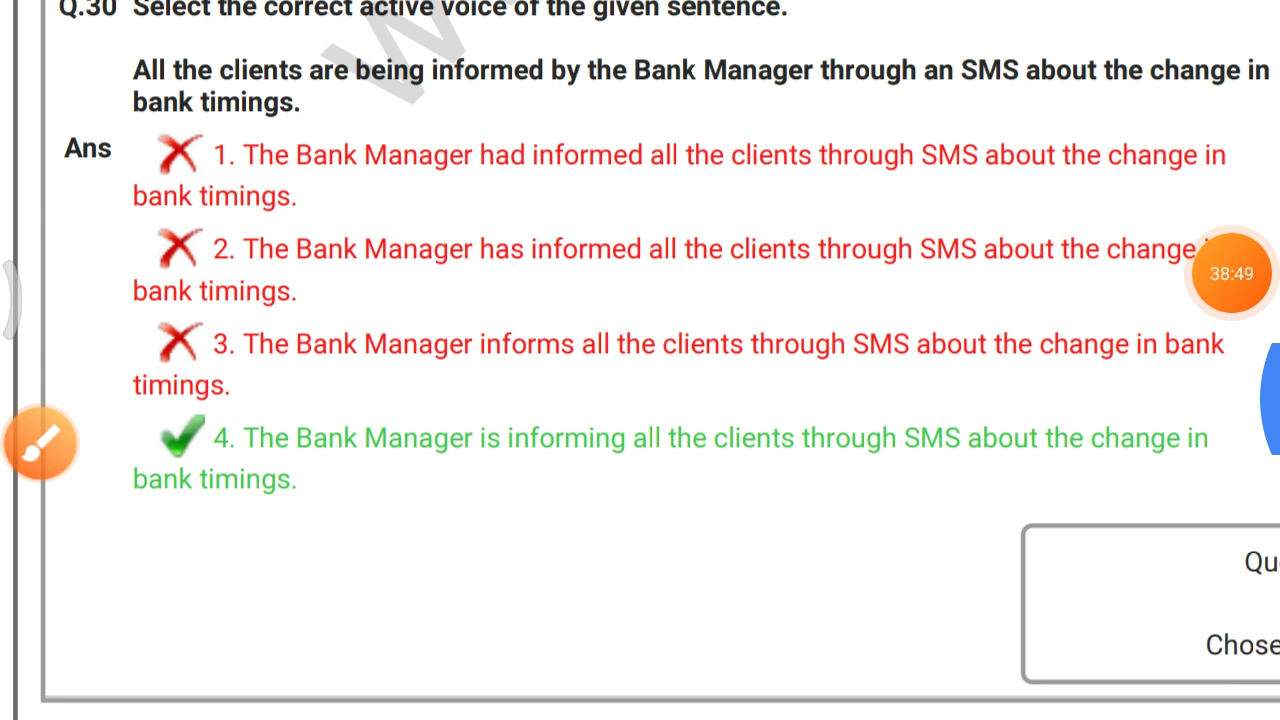 Q.30 Select the correct active voice of the given sentence.
All the clients are being informed by the Bank Manager through an SMS about the change in
bank timings.
Ans 1. The Bank Manager had informed all the clients through SMS about the change in
bank timings.
2. The Bank Manager has informed all the clients through SMS about the change
bank timings.
38:49
3. The Bank Manager informs all the clients through SMS about the change in bank
timings.
4. The Bank Manager is informing all the clients through SMS about the change in
bank timings.